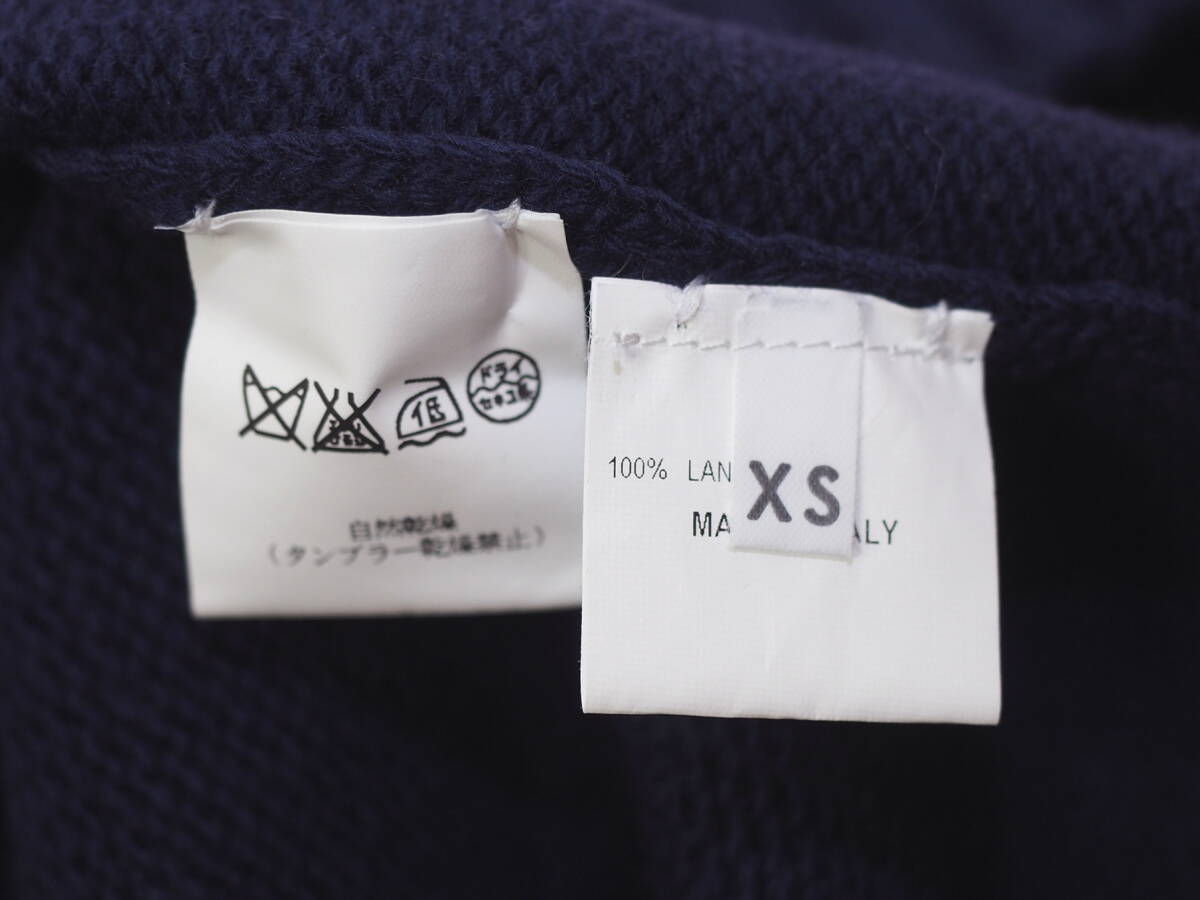 低
ドライ
セキユ系
自然乾燥
（タンブラー乾燥禁止）
100% LAN
XS
MA ALY